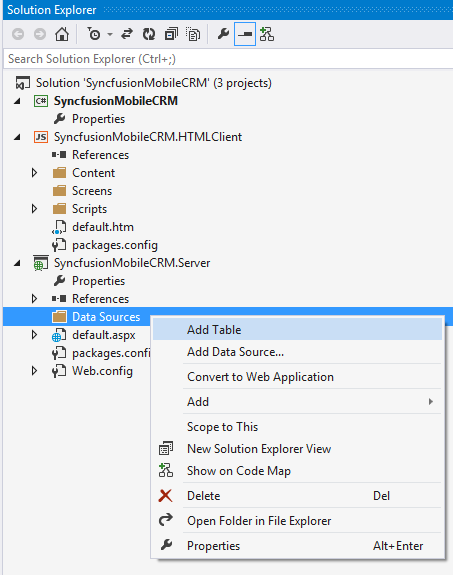 Solution Explorer
Search Solution Explorer (Ctrl+;)
Solution 'SyncfusionMobileCRM' (3 projects)
C# SyncfusionMobileCRM
Properties
JS SyncfusionMobileCRM.HTMLClient
References
Content
Screens
Scripts
default.htm
packages.config
SyncfusionMobileCRM.Server
Properties
References
Data Sources
default.aspx
packages.confi
Web.config
Add Table
Add Data Source...
Convert to Web Application
Add
Scope to This
New Solution Explorer View
Show on Code Map
Delete Del
Open Folder in File Explorer
Properties Alt+Enter